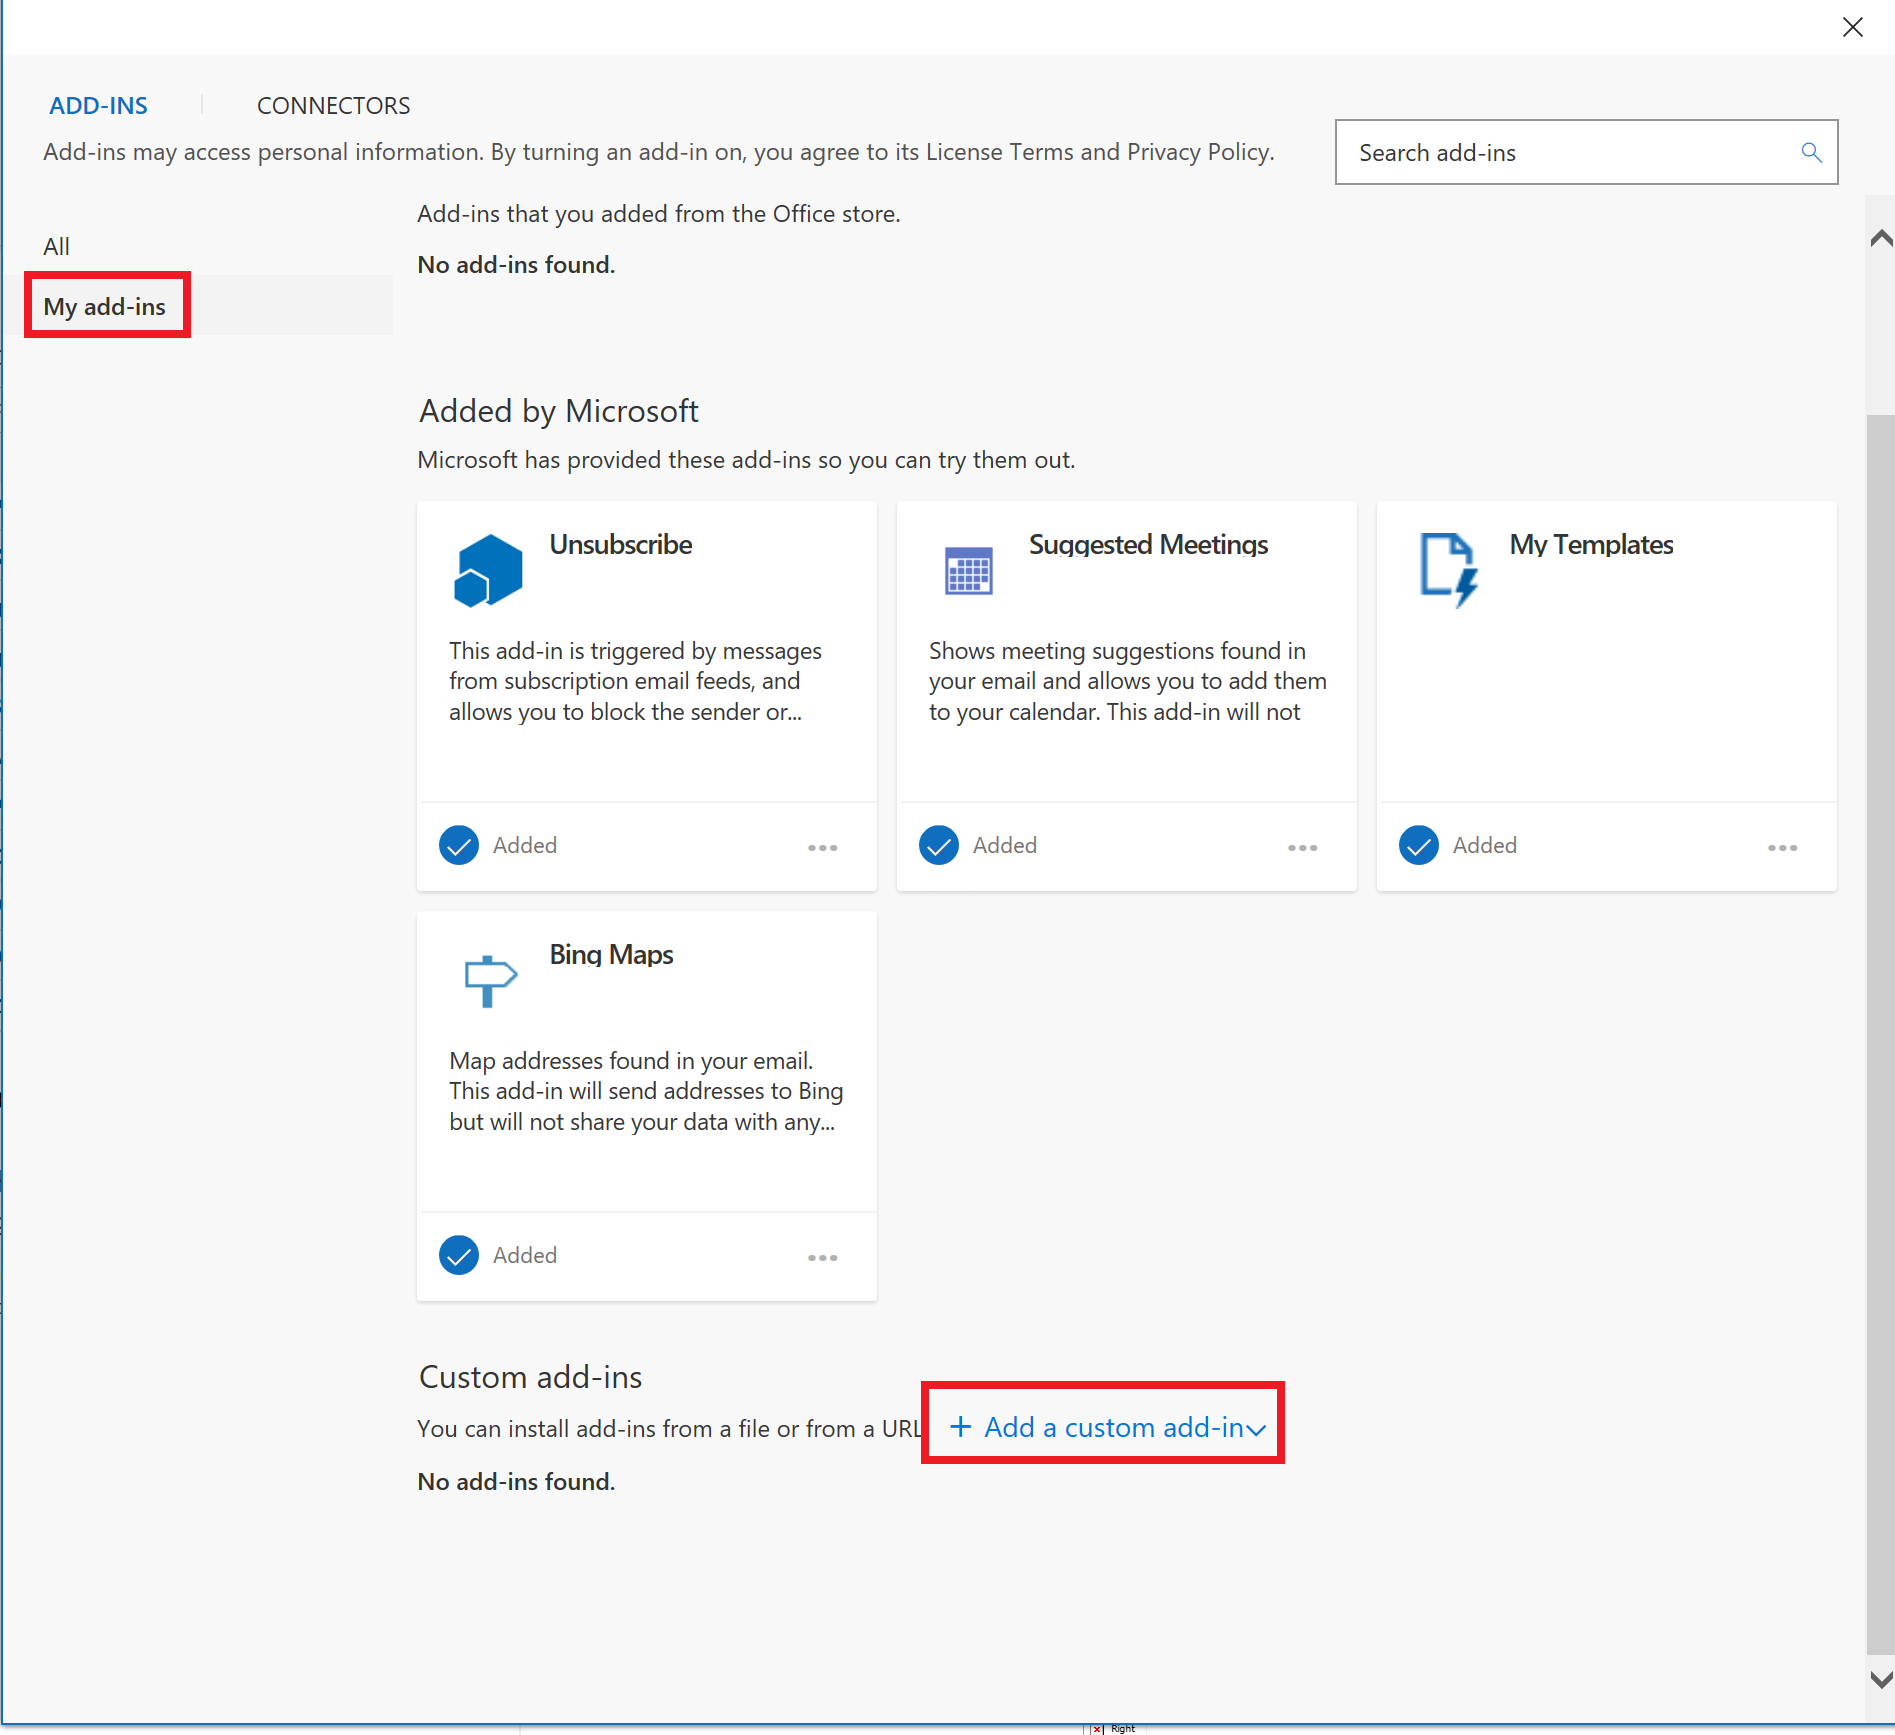 ADD-INS
CONNECTORS
Add-ins may access personal information. By turning an add-in on, you agree to its License Terms and Privacy Policy.
Search add-ins
All
My add-ins
Add-ins that you added from the Office store.
No add-ins found.
Added by Microsoft
Microsoft has provided these add-ins so you can try them out.
Unsubscribe
This add-in is triggered by messages
from subscription email feeds, and
allows you to block the sender or...
Added
Suggested Meetings
Shows meeting suggestions found in
your email and allows you to add them
to your calendar. This add-in will not
Added
My Templates
Added
Bing Maps
Map addresses found in your email.
This add-in will send addresses to Bing
but will not share your data with any...
Added
Custom add-ins
You can install add-ins from a file or from a URL
+ Add a custom add-in
No add-ins found.
Right